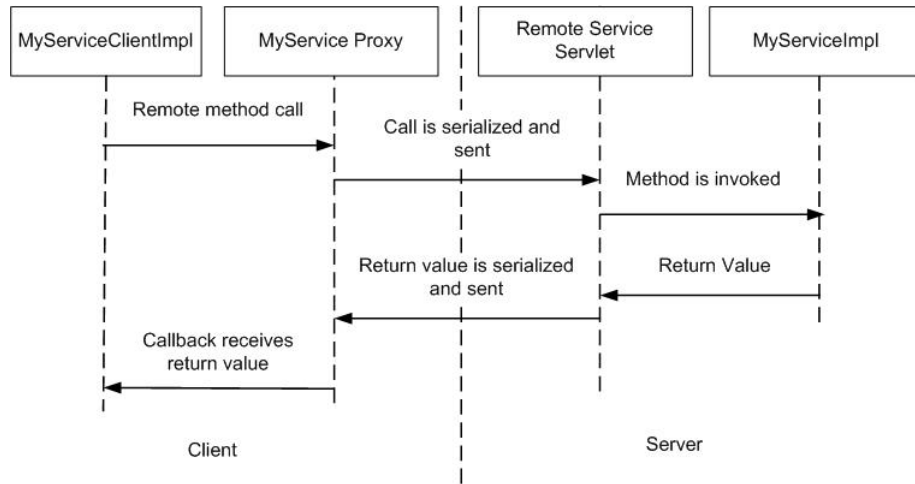 MyServiceClientImpl
MyService Proxy
Remote Service
Servlet
MyServiceImpl
Remote method call
Call is serialized and
sent
Method is invoked
Return value is serialized
and sent
Return Value
Callback receives
return value
Client
Server